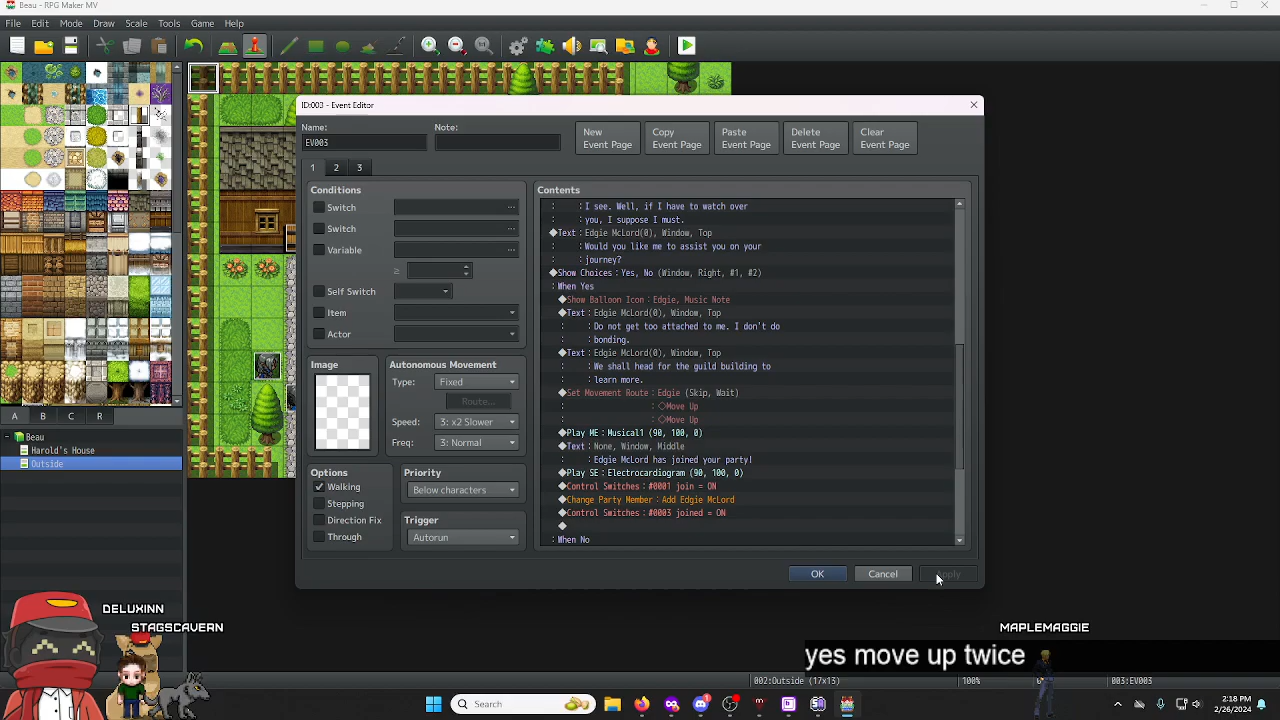 Beau - RPG Maker MV
File Edit Mode Draw Scale Tools Game Help
ID:003 - Event Editor
Name: Note:
EV003
New Event Page
Copy Event Page
Paste Event Page
Delete Event Page
Clear Event Page
1 2 3
Conditions
Switch ...
Switch ...
Variable ...
≥
Self Switch
Item
Actor
Image
Autonomous Movement
Type: Fixed
Route...
Speed: 3: x2 Slower
Freq: 3: Normal
Options
Walking
Stepping
Direction Fix
Through
Priority
Below characters
Trigger
Autorun
Contents
: : I see. Well, if I have to watch over
: : you, I suppose I must.
◆Text : Edgie McLord(0), Window, Top
: : Would you like me to assist you on your
: : journey?
◆Show Choices : Yes, No (Window, Right, #1, #2)
: When Yes
◆Show Balloon Icon : Edgie, Music Note
◆Text : Edgie McLord(0), Window, Top
: : Do not get too attached to me. I don't do
: : bonding.
◆Text : Edgie McLord(0), Window, Top
: : We shall head for the guild building to
: : learn more.
◆Set Movement Route : Edgie (Skip, Wait)
: : ◇Move Up
: : ◇Move Up
◆Play ME : Musical1 (90, 100, 0)
◆Text : None, Window, Middle
: : Edgie McLord has joined your party!
◆Play SE : Electrocardiogram (90, 100, 0)
◆Control Switches : #0001 join = ON
◆Change Party Member : Add Edgie McLord
◆Control Switches : #0003 joined = ON
◆
: When No
OK Cancel Apply
A B C R
Beau
Harold's House
Outside
DELUXINN
STAGSCAVERN
MAPLEMAGGIE
yes move up twice
002:Outside (17x13) 100% 003:EV003
Search
2:18 PM
2/26/2024